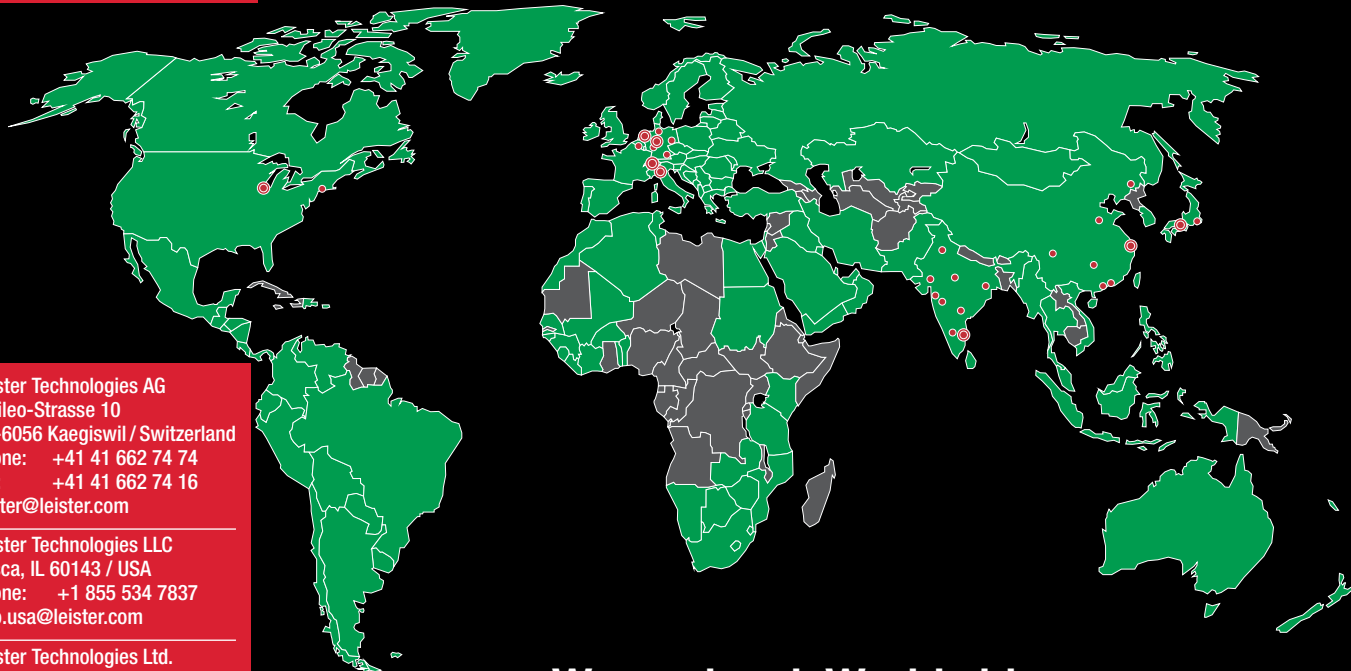 ster Technologies AG
ileo-Strasse 10
-6056 Kaegiswil / Switzerland
one: +41 41 662 74 74
+41 41 662 74 16
ter@leister.com
ster Technologies LLC
sca, IL 60143 / USA
one: +1 855 534 7837
o.usa@leister.com
ster Technologies Ltd.